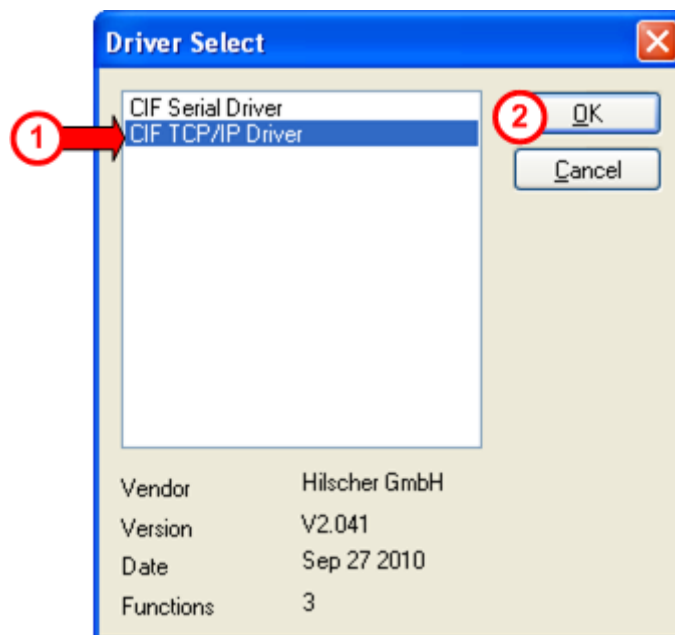 Driver Select
CIF Serial Driver
CIF TCP/IP Driver
1
2
OK
Cancel
Vendor Hilscher GmbH
Version V2.041
Date Sep 27 2010
Functions 3